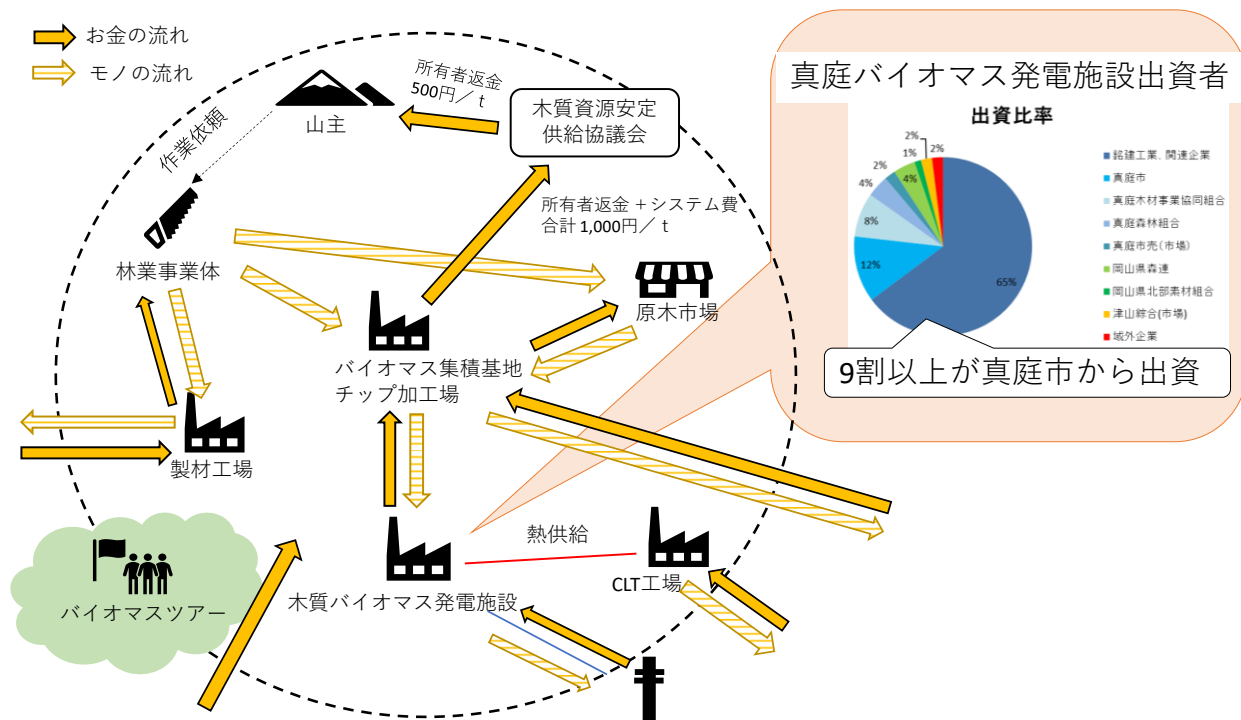 お金の流れ
モノの流れ
所有者返金
500円／ｔ
山主
木質資源安定
供給協議会
作業依頼
所有者返金＋システム費
合計 1,000円／ｔ
林業事業体
原木市場
バイオマス集積基地
チップ加工場
製材工場
熱供給
CLT工場
木質バイオマス発電施設
バイオマスツアー
真庭バイオマス発電施設出資者
出資比率
2%
1%
2%
2%
4%
4%
8%
12%
65%
銘建工業、関連企業
真庭市
真庭木材事業協同組合
真庭森林組合
真庭市売(市場)
岡山県森連
岡山県北部素材組合
津山綜合(市場)
域外企業
9割以上が真庭市から出資